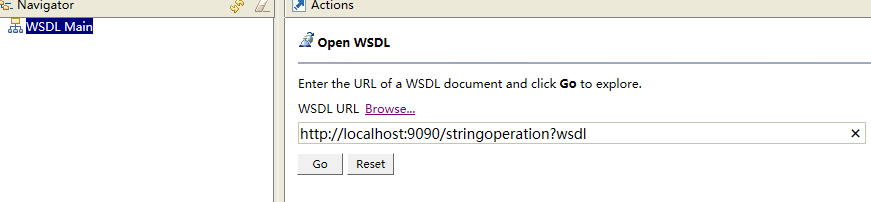 Navigator
WSDL Main
Actions
Open WSDL
Enter the URL of a WSDL document and click Go to explore.
WSDL URL Browse...
http://localhost:9090/stringoperation?wsdl
Go Reset